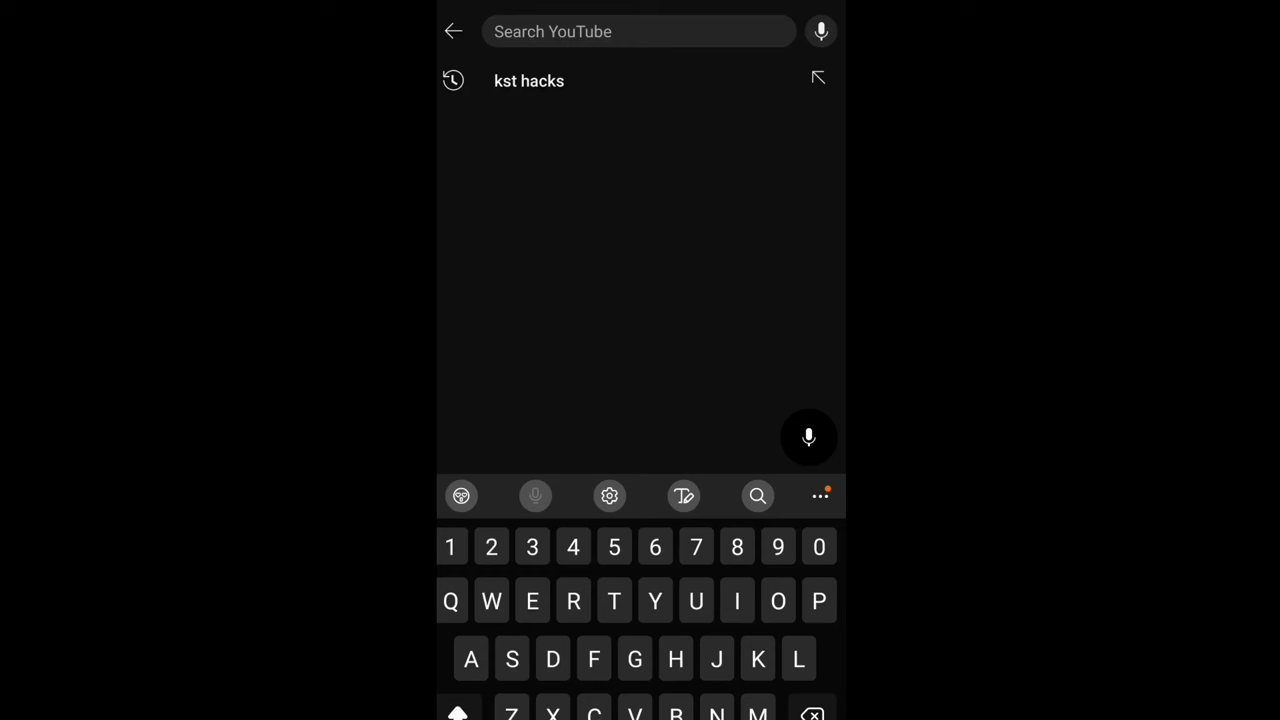 Search YouTube
kst hacks
1 2 3 4 5 6 7 8 9 0
Q W E R T Y U I O P
A S D F G H J K L
Z X C V B N M